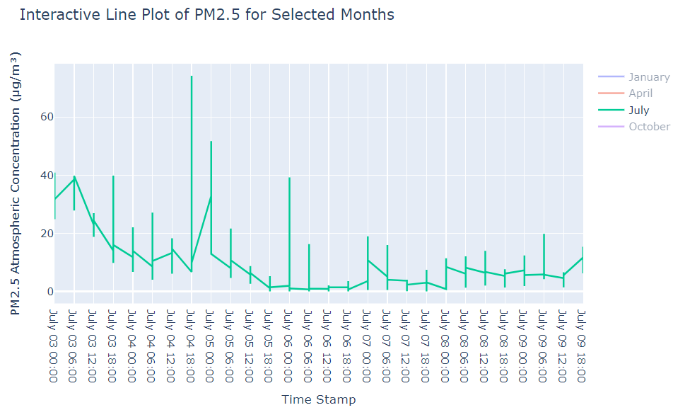 Interactive Line Plot of PM2.5 for Selected Months
PM2.5 Atmospheric Concentration (µg/m³)
60
40
20
0
January
April
July
October
July 03 00:00
July 03 06:00
July 03 12:00
July 03 18:00
July 04 00:00
July 04 06:00
July 04 12:00
July 04 18:00
July 05 00:00
July 05 06:00
July 05 12:00
July 05 18:00
July 06 00:00
July 06 06:00
July 06 12:00
July 06 18:00
July 07 00:00
July 07 06:00
July 07 12:00
July 07 18:00
July 08 00:00
July 08 06:00
July 08 12:00
July 08 18:00
July 09 00:00
July 09 06:00
July 09 12:00
July 09 18:00
Time Stamp